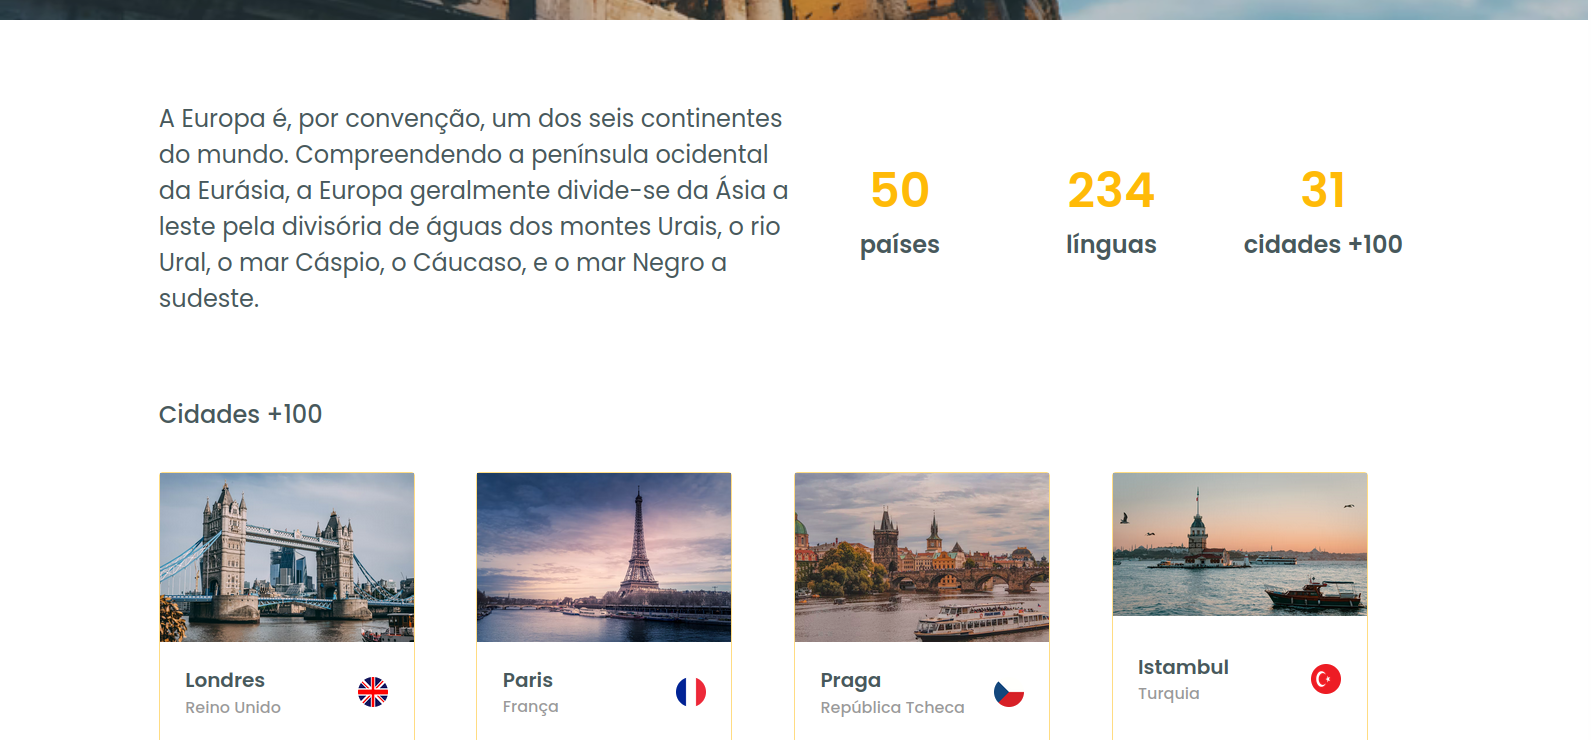 A Europa é, por convenção, um dos seis continentes
do mundo. Compreendendo a península ocidental
da Eurásia, a Europa geralmente divide-se da Ásia a
leste pela divisória de águas dos montes Urais, o rio
Ural, o mar Cáspio, o Cáucaso, e o mar Negro a
sudeste.
50
países
234
línguas
31
cidades +100
Cidades +100
Londres
Reino Unido
Paris
França
Praga
República Tcheca
Istambul
Turquia